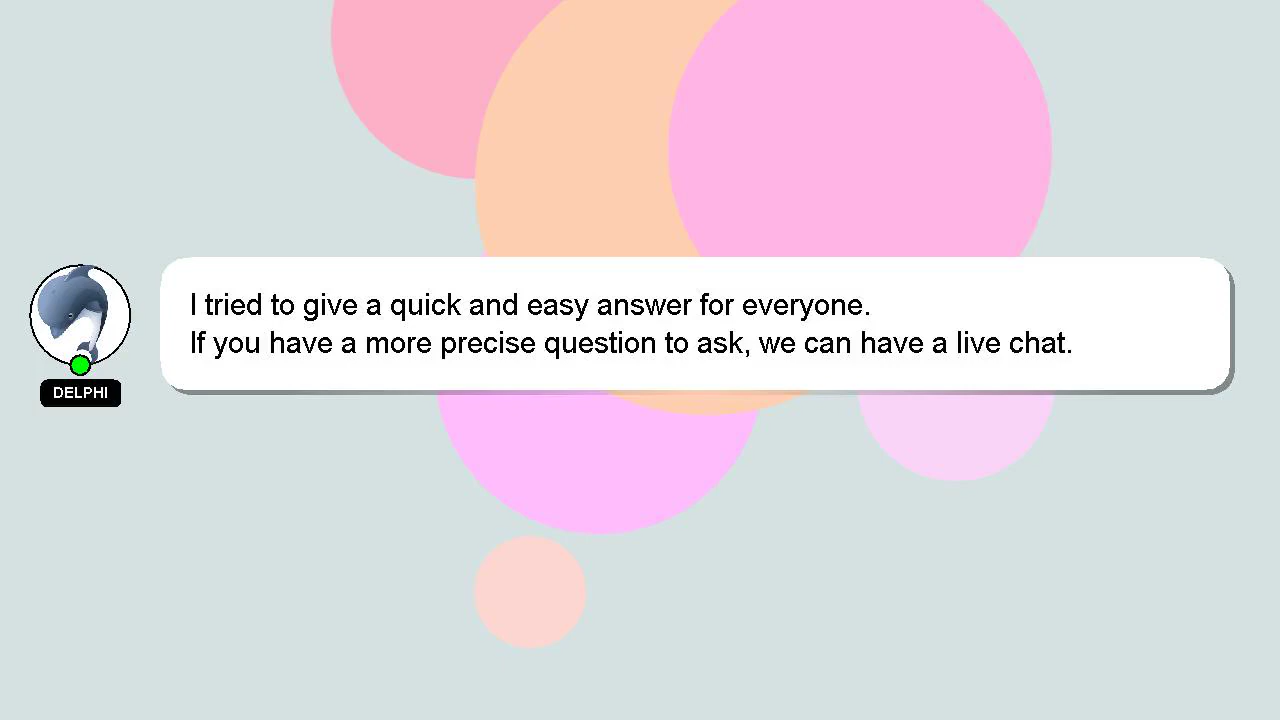 I tried to give a quick and easy answer for everyone.
If you have a more precise question to ask, we can have a live chat.
DELPHI